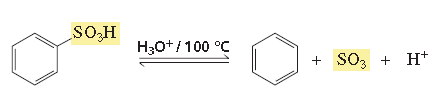 SO₃H
H₃O⁺ / 100 °C
+ SO₃ + H⁺